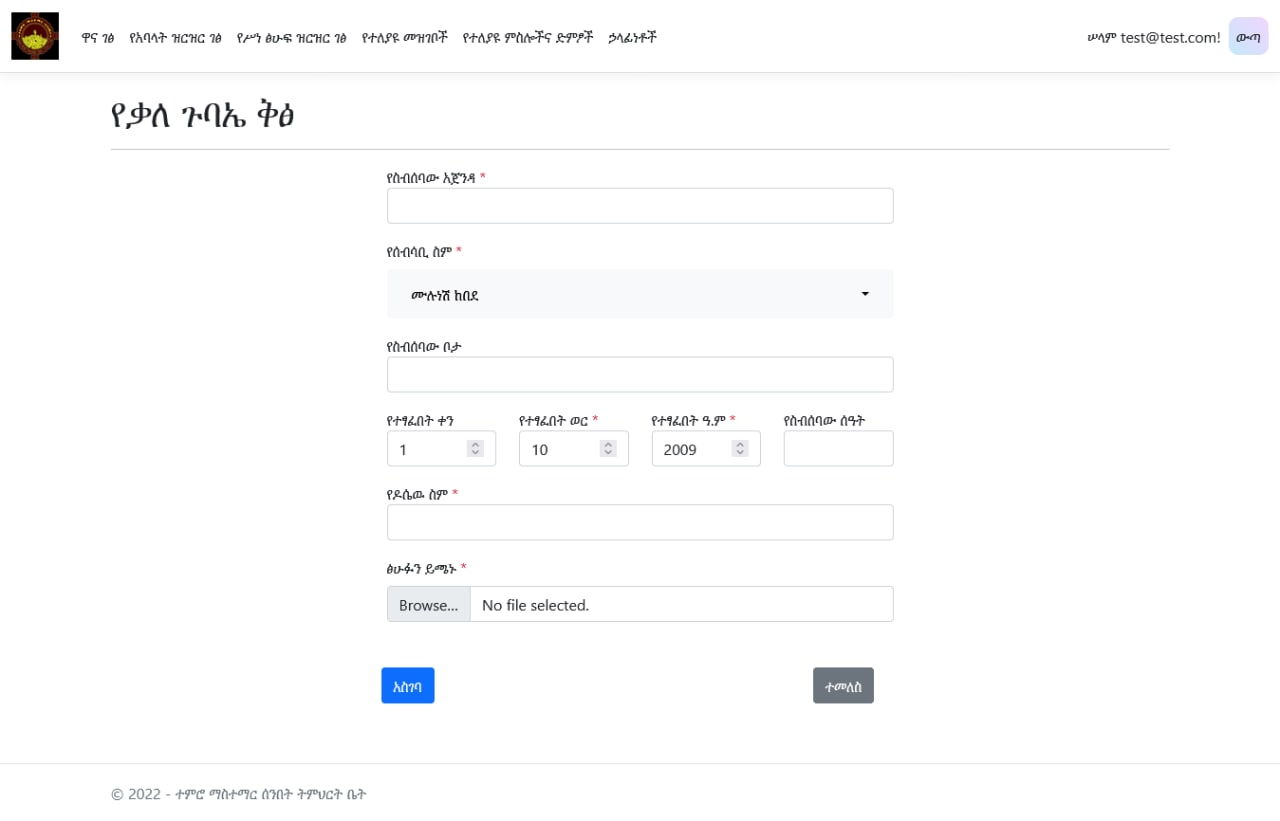 ዋና ገፅ የአባላት ዝርዝር ገፅ የሥነ ፅሁፍ ዝርዝር ገፅ የተለያዩ መዝገቦች የተለያዩ ምስሎችና ድምፆች ኃላፊነቶች ሠላም test@test.com! ውጣ
የቃለ ጉባኤ ቅፅ
የስብሰባው አጀንዳ *
የሰብሳቢ ስም *
ሙሉነሽ ከበደ
የስብሰባው ቦታ
የተፃፈበት ቀን የተፃፈበት ወር * የተፃፈበት ዓ.ም * የስብሰባው ሰዓት
1 10 2009
የዶሴዉ ስም *
ፅሁፉን ይጫኑ *
Browse... No file selected.
አስገባ ተመለስ
© 2022 - ተምሮ ማስተማር ሰንበት ትምህርት ቤት